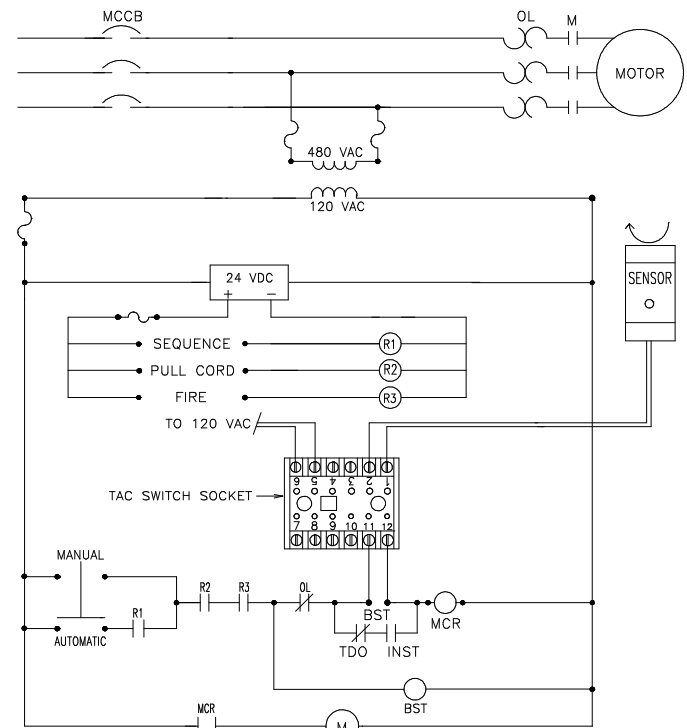 MCCB
OL
M
MOTOR
480 VAC
120 VAC
24 VDC
+ −
SENSOR
SEQUENCE
R1
PULL CORD
R2
FIRE
R3
TO 120 VAC
6 5 4 3 2 1
TAC SWITCH SOCKET
7 8 9 10 11 12
MANUAL
R2
R3
OL
R1
BST
MCR
AUTOMATIC
TDO
INST
BST
MCR
M